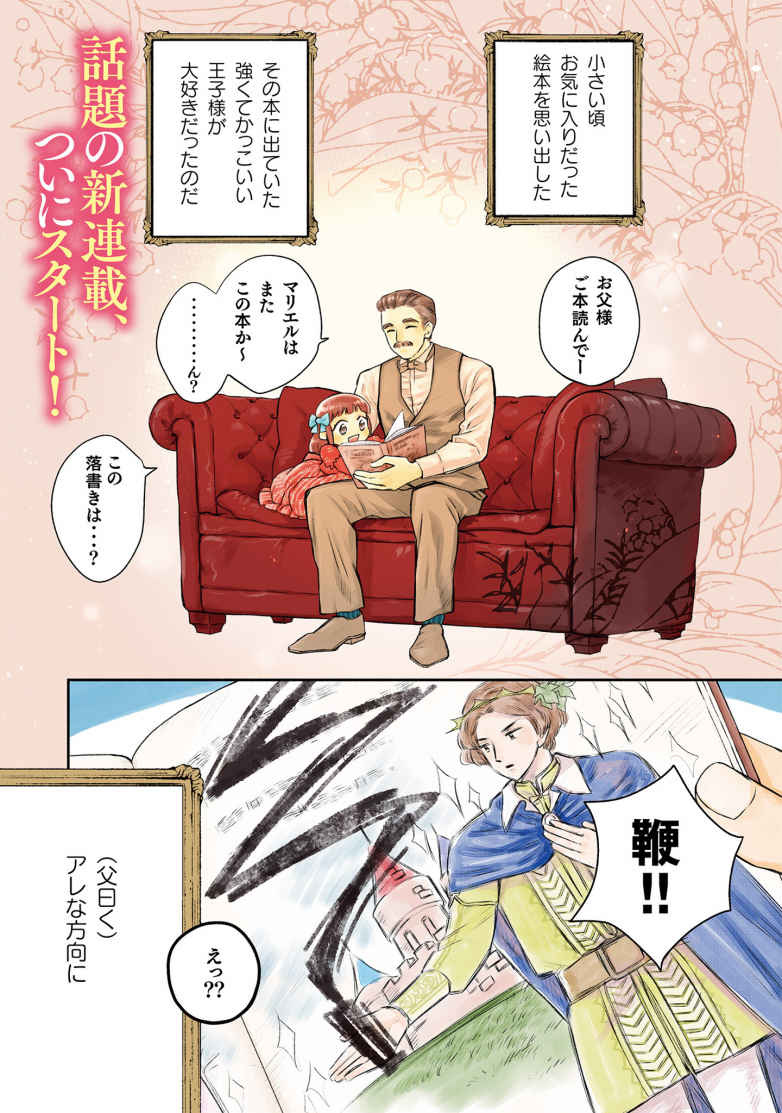 小さい頃
お気に入りだった
絵本を思い出した
その本に出ていた
強くてかっこいい
王子様が
大好きだったのだ
話題の新連載、
ついにスタート!
お父様
ご本読んでー
マリエルは
また
この本か〜
‥‥‥‥ん?
この
落書きは‥・?
鞭!!
えっ??
(父曰く)
アレな方向に